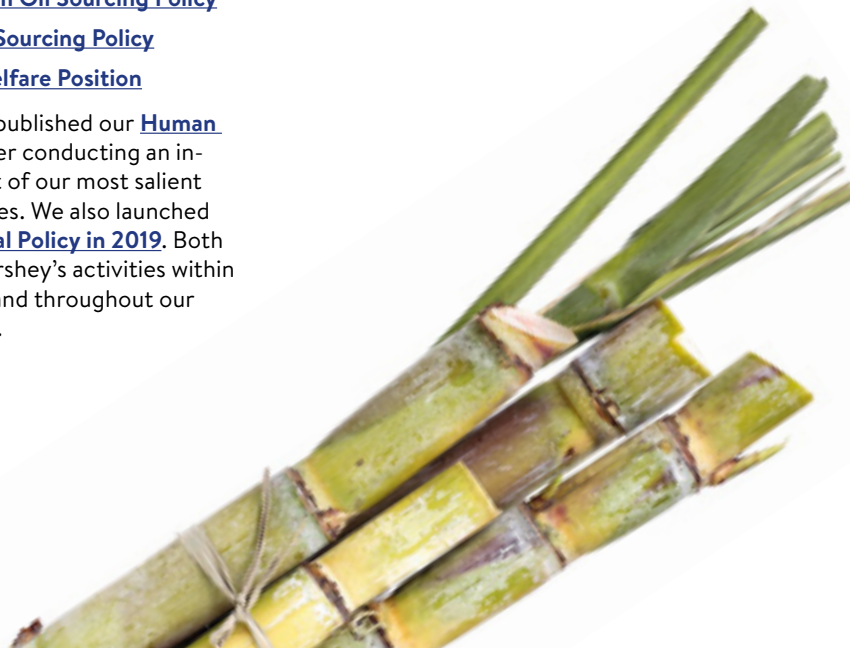 Oil Sourcing Policy
Sourcing Policy
elfare Position
published our Human
er conducting an in-
of our most salient
es. We also launched
al Policy in 2019. Both
rshey's activities within
and throughout our
.